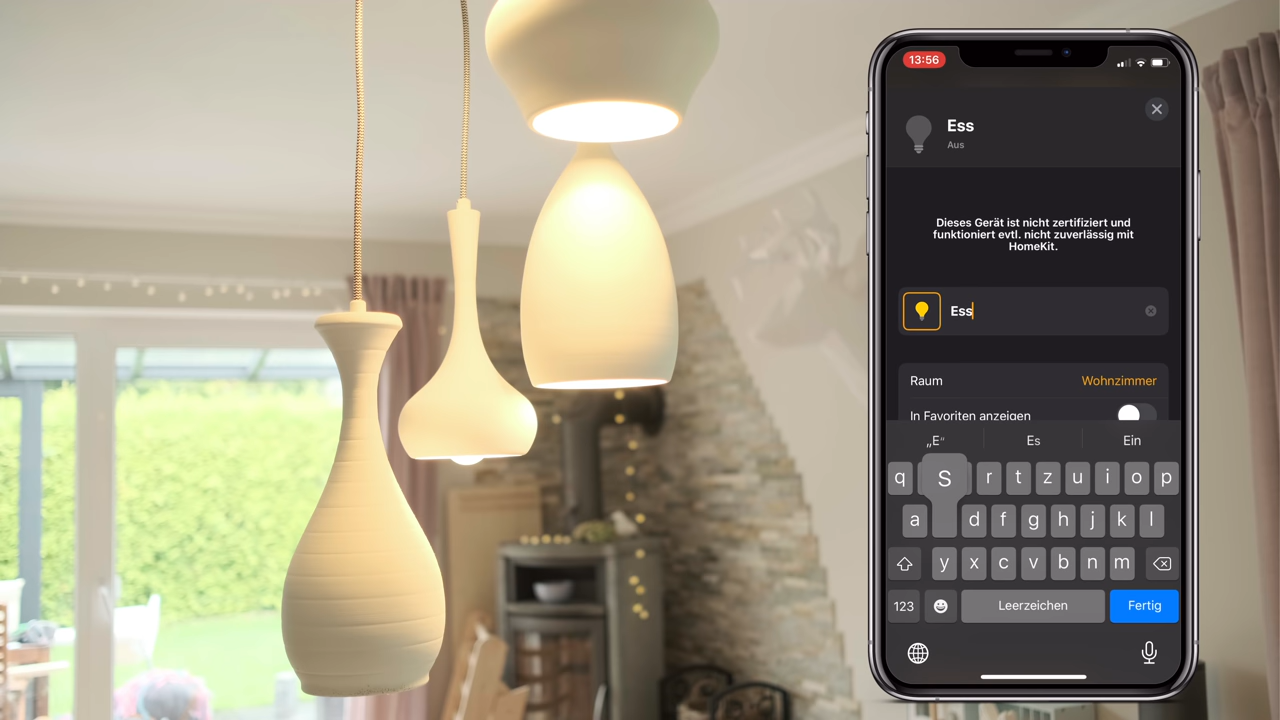 13:56
Ess
Aus
Dieses Gerät ist nicht zertifiziert und
funktioniert evtl. nicht zuverlässig mit
HomeKit.
Ess
Raum Wohnzimmer
In Favoriten anzeigen
„E“ Es Ein
q S r t z u i o p
a d f g h j k l
y x c v b n m
123 Leerzeichen Fertig